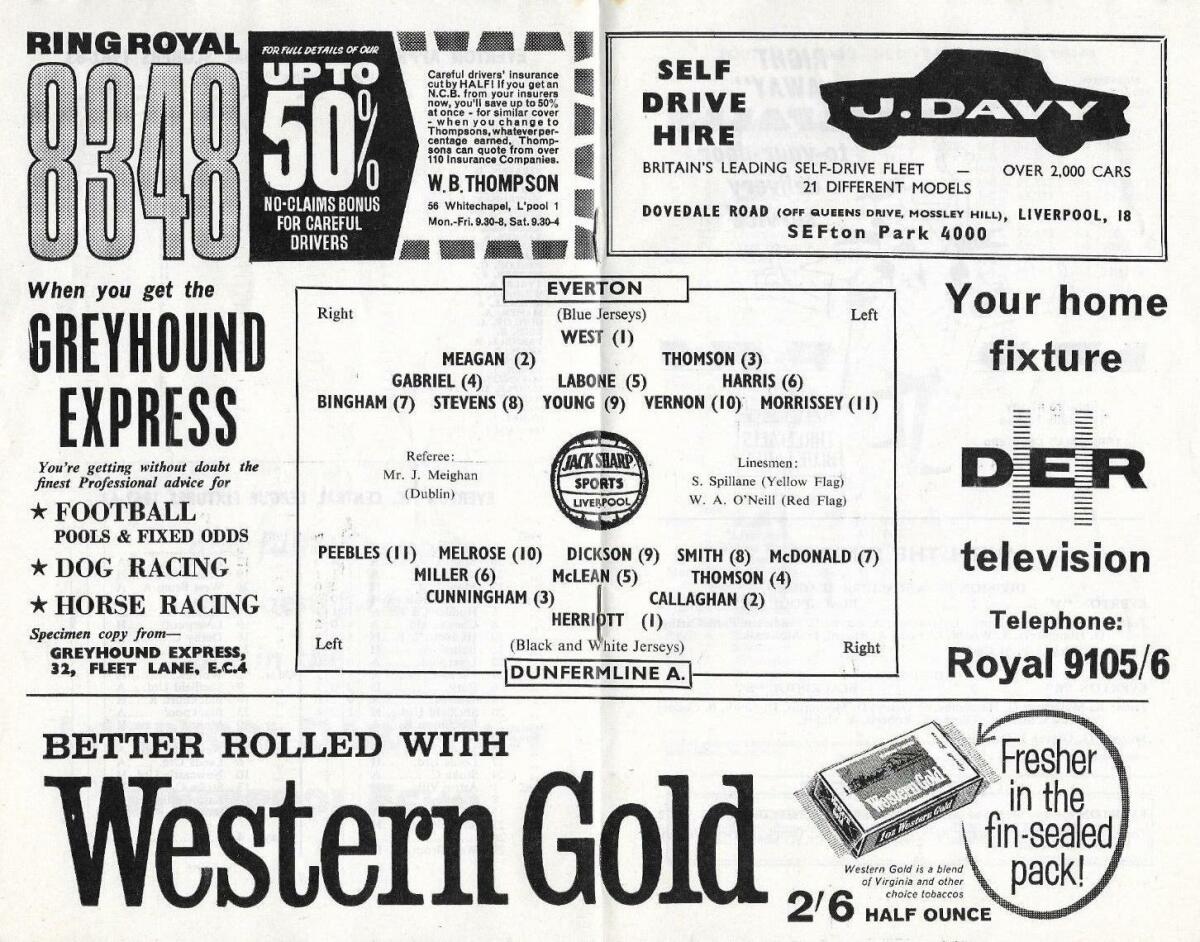 RING ROYAL
8348
FOR FULL DETAILS OF OUR
UP TO
50%
NO-CLAIMS BONUS
FOR CAREFUL
DRIVERS
Careful drivers' insurance
cut by HALF! If you get an
N.C.B. from your insurers
now, you'll save up to 50%
at once - for similar cover
- when you change to
Thompsons, whatever per-
centage earned, Thomp-
sons can quote from over
110 Insurance Companies.
W. B. THOMPSON
56 Whitechapel, L'pool 1
Mon.-Fri. 9.30-8, Sat. 9.30-4
SELF
DRIVE
HIRE
J. DAVY
BRITAIN'S LEADING SELF-DRIVE FLEET — OVER 2,000 CARS
21 DIFFERENT MODELS
DOVEDALE ROAD (OFF QUEENS DRIVE, MOSSLEY HILL), LIVERPOOL, 18
SEFton Park 4000
When you get the
GREYHOUND
EXPRESS
You're getting without doubt the
finest Professional advice for
★ FOOTBALL
POOLS & FIXED ODDS
★ DOG RACING
★ HORSE RACING
Specimen copy from—
GREYHOUND EXPRESS,
32, FLEET LANE, E.C.4
EVERTON
Right (Blue Jerseys) Left
WEST (1)
MEAGAN (2) THOMSON (3)
GABRIEL (4) LABONE (5) HARRIS (6)
BINGHAM (7) STEVENS (8) YOUNG (9) VERNON (10) MORRISSEY (11)
Referee:
Mr. J. Meighan
(Dublin)
JACK SHARP
SPORTS
LIVERPOOL
Linesmen:
S. Spillane (Yellow Flag)
W. A. O'Neill (Red Flag)
PEEBLES (11) MELROSE (10) DICKSON (9) SMITH (8) McDONALD (7)
MILLER (6) McLEAN (5) THOMSON (4)
CUNNINGHAM (3) CALLAGHAN (2)
HERRIOTT (1)
Left (Black and White Jerseys) Right
DUNFERMLINE A.
Your home
fixture
DER
television
Telephone:
Royal 9105/6
BETTER ROLLED WITH
Western Gold
Western Gold
1oz Western Gold
Fresher
in the
fin-sealed
pack!
Western Gold is a blend
of Virginia and other
choice tobaccos
2/6 HALF OUNCE